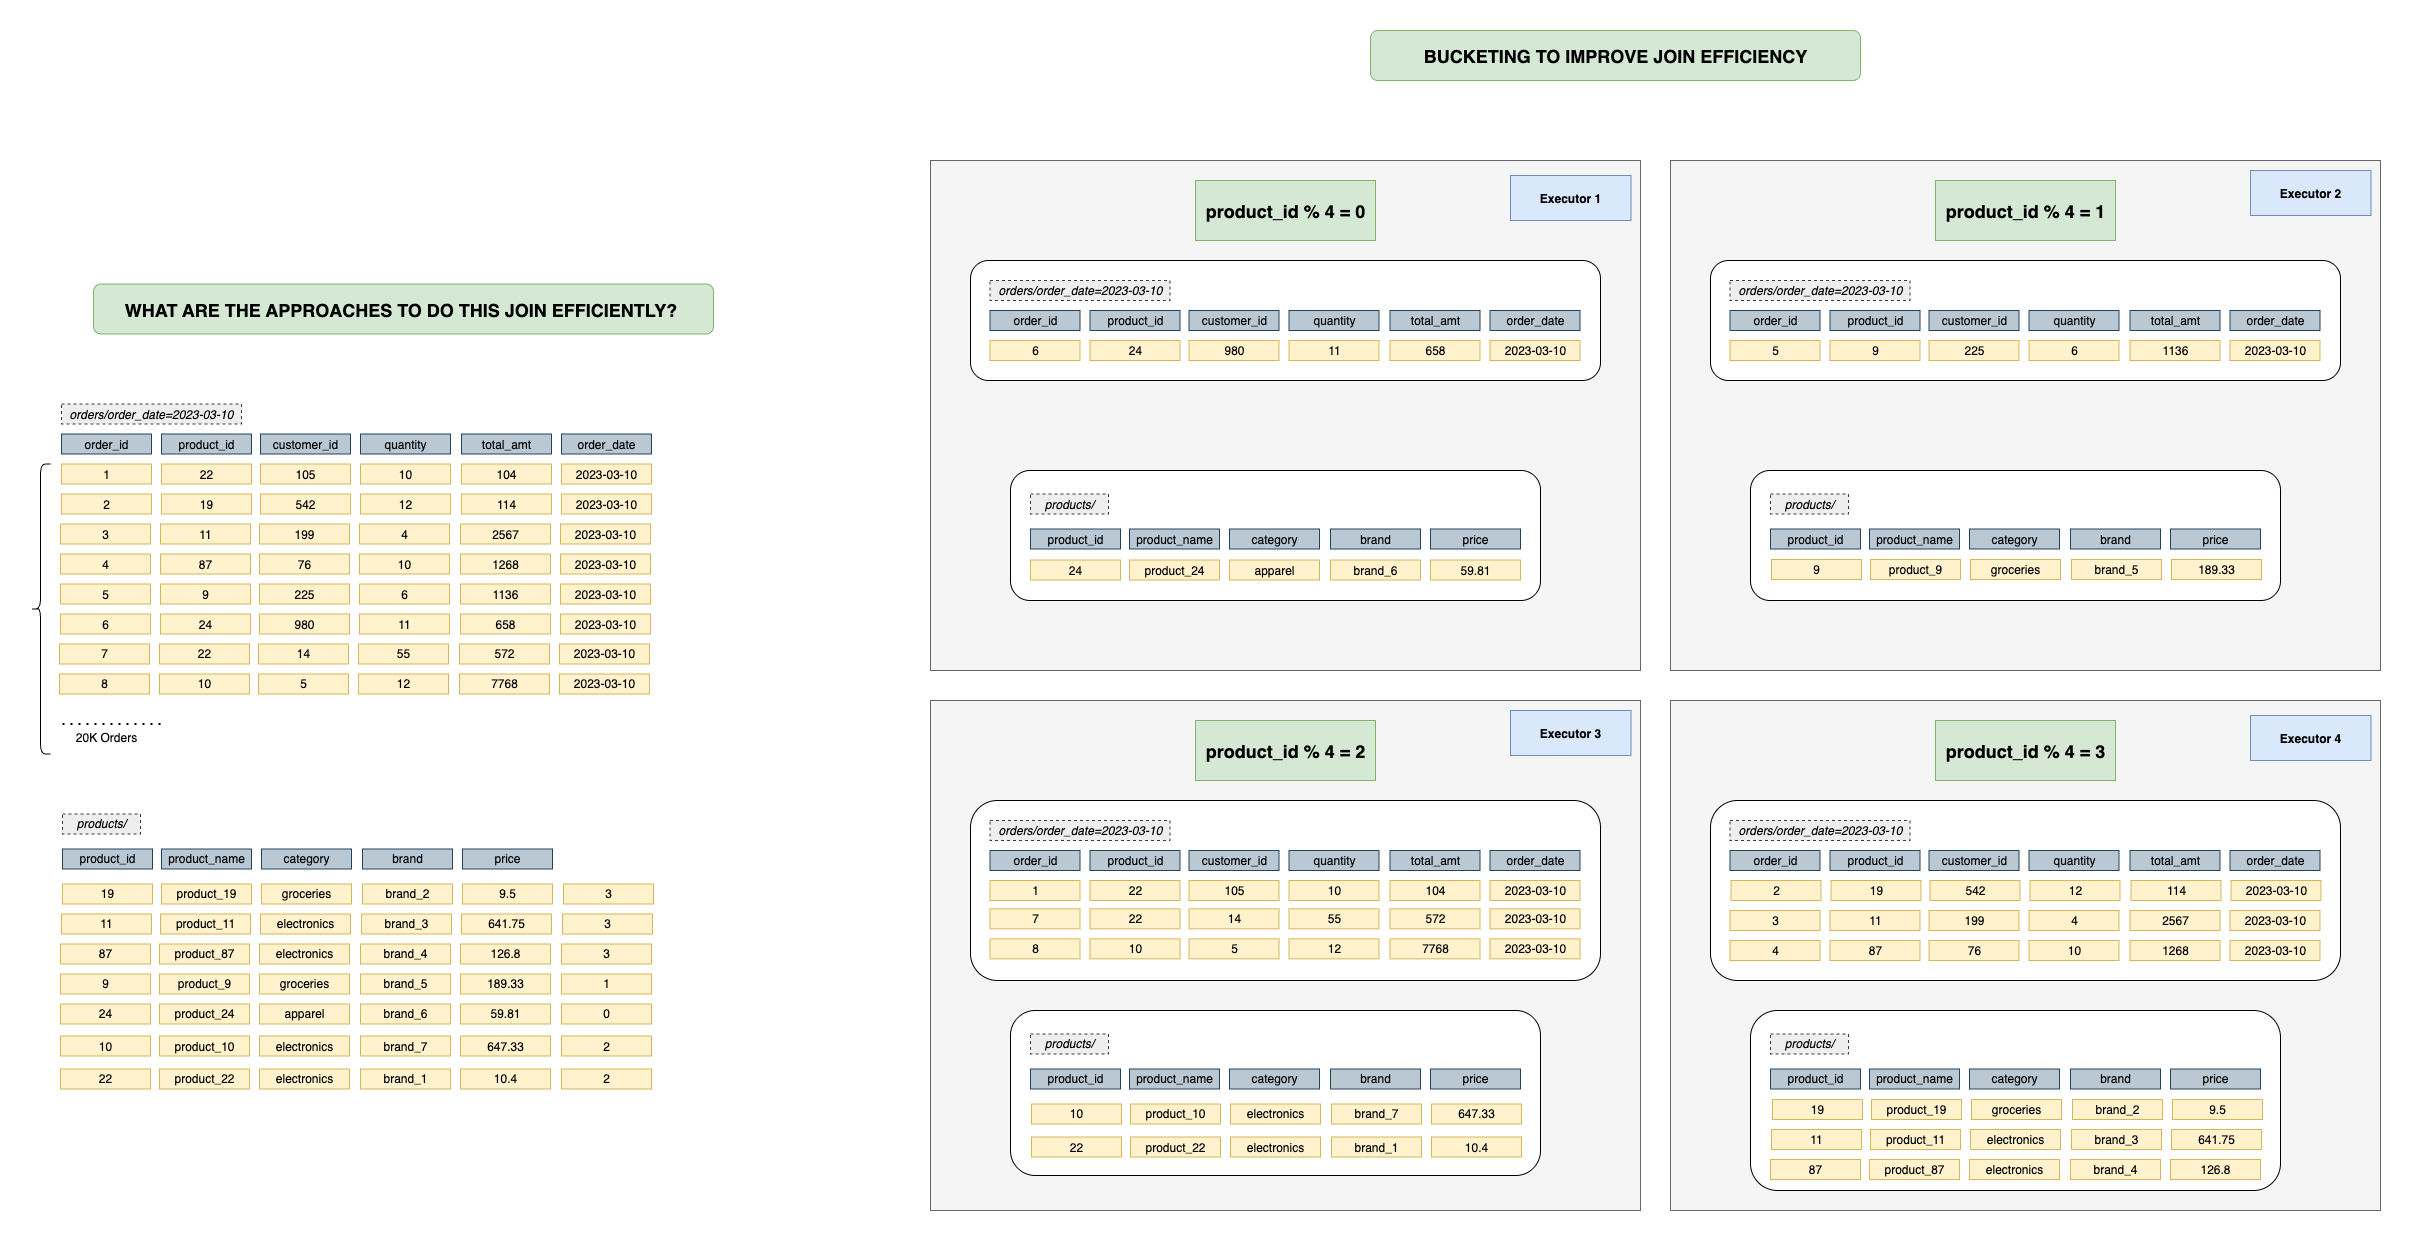 BUCKETING TO IMPROVE JOIN EFFICIENCY
WHAT ARE THE APPROACHES TO DO THIS JOIN EFFICIENTLY?
orders/order_date=2023-03-10
order_id product_id customer_id quantity total_amt order_date
1 22 105 10 104 2023-03-10
2 19 542 12 114 2023-03-10
3 11 199 4 2567 2023-03-10
4 87 76 10 1268 2023-03-10
5 9 225 6 1136 2023-03-10
6 24 980 11 658 2023-03-10
7 22 14 55 572 2023-03-10
8 10 5 12 7768 2023-03-10
. . . . . . . . . . . . .
20K Orders
products/
product_id product_name category brand price
19 product_19 groceries brand_2 9.5 3
11 product_11 electronics brand_3 641.75 3
87 product_87 electronics brand_4 126.8 3
9 product_9 groceries brand_5 189.33 1
24 product_24 apparel brand_6 59.81 0
10 product_10 electronics brand_7 647.33 2
22 product_22 electronics brand_1 10.4 2
product_id % 4 = 0
Executor 1
orders/order_date=2023-03-10
order_id product_id customer_id quantity total_amt order_date
6 24 980 11 658 2023-03-10
products/
product_id product_name category brand price
24 product_24 apparel brand_6 59.81
product_id % 4 = 1
Executor 2
orders/order_date=2023-03-10
order_id product_id customer_id quantity total_amt order_date
5 9 225 6 1136 2023-03-10
products/
product_id product_name category brand price
9 product_9 groceries brand_5 189.33
product_id % 4 = 2
Executor 3
orders/order_date=2023-03-10
order_id product_id customer_id quantity total_amt order_date
1 22 105 10 104 2023-03-10
7 22 14 55 572 2023-03-10
8 10 5 12 7768 2023-03-10
products/
product_id product_name category brand price
10 product_10 electronics brand_7 647.33
22 product_22 electronics brand_1 10.4
product_id % 4 = 3
Executor 4
orders/order_date=2023-03-10
order_id product_id customer_id quantity total_amt order_date
2 19 542 12 114 2023-03-10
3 11 199 4 2567 2023-03-10
4 87 76 10 1268 2023-03-10
products/
product_id product_name category brand price
19 product_19 groceries brand_2 9.5
11 product_11 electronics brand_3 641.75
87 product_87 electronics brand_4 126.8